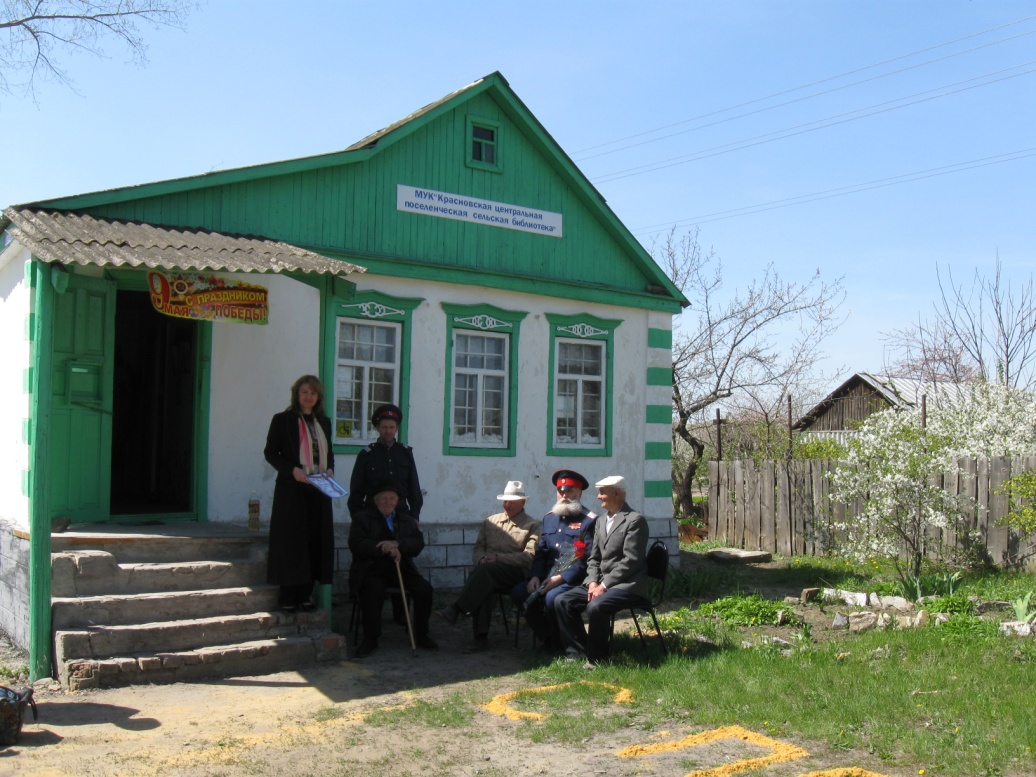 МУК"Красновская центральная
поселенческая сельская библиотека"
9 С ПРАЗДНИКОМ
МАЯ ПОБЕДЫ!